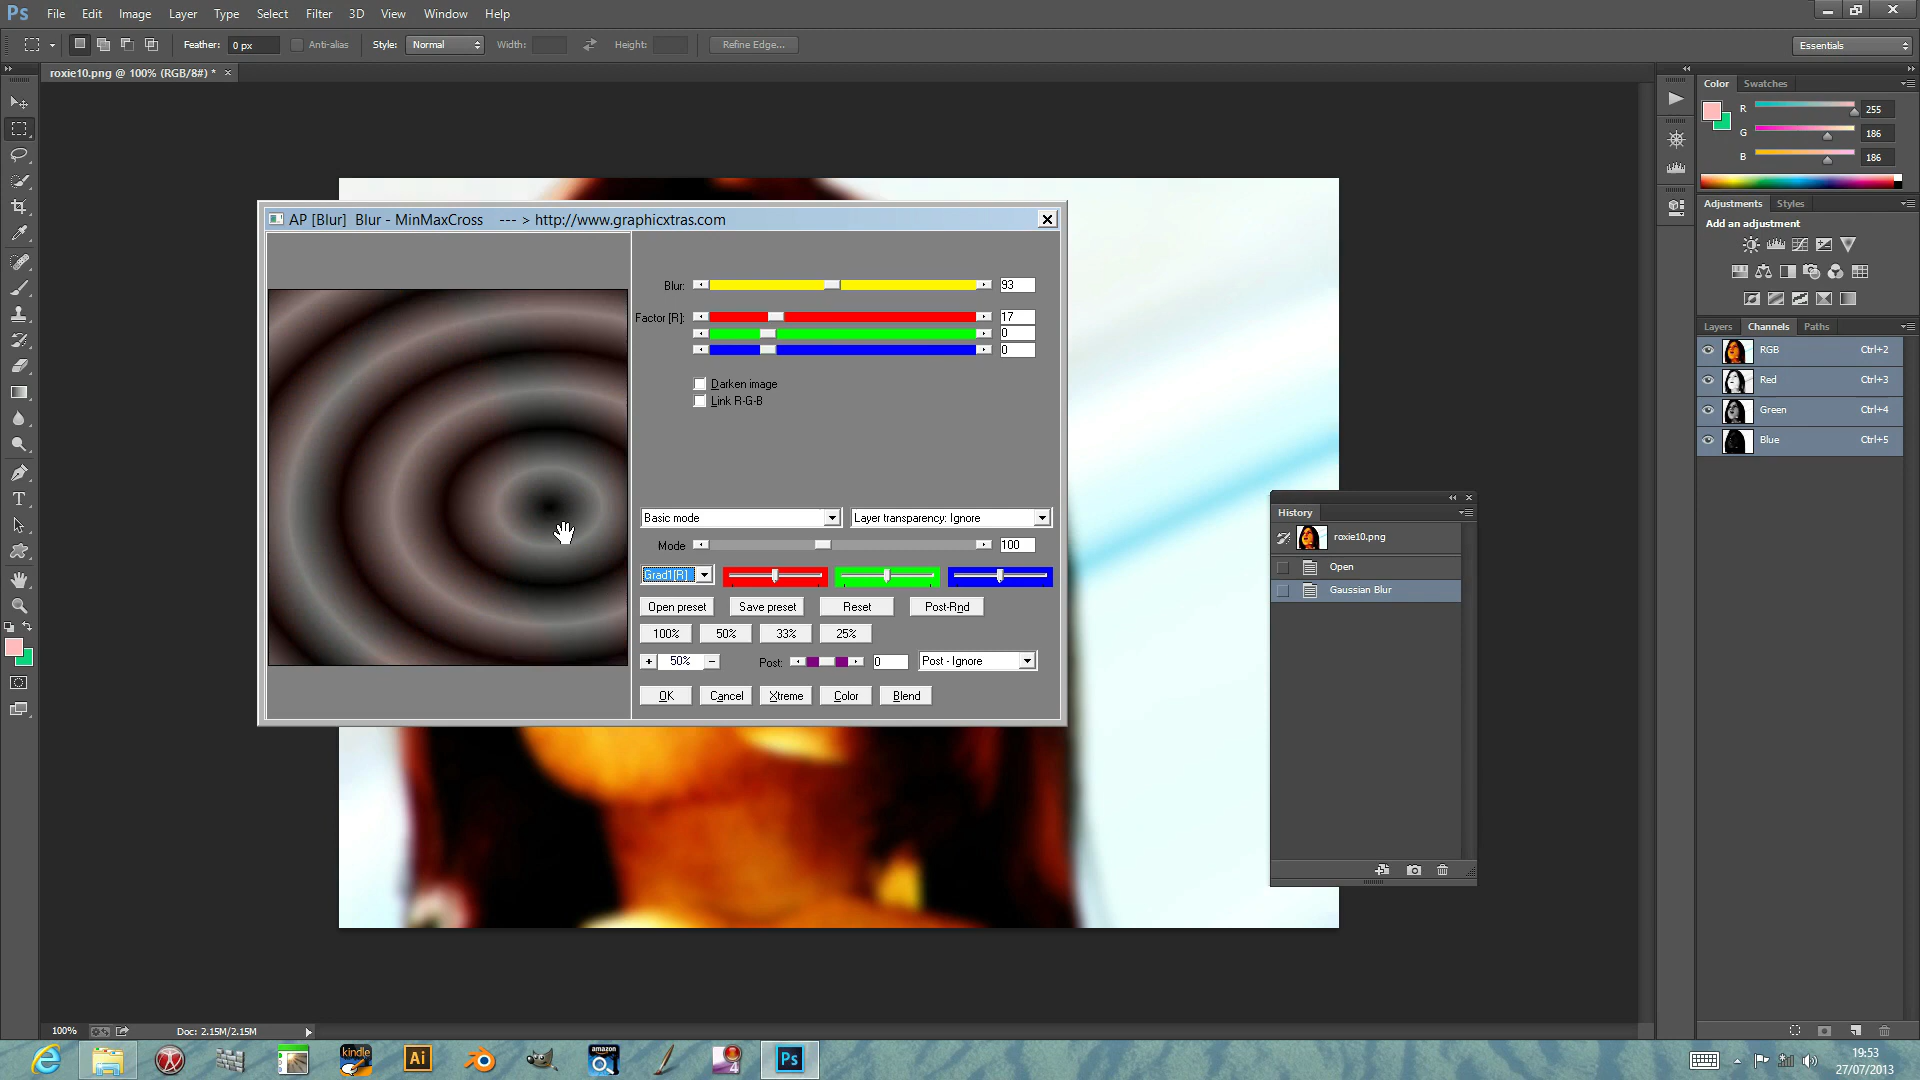 Ps File Edit Image Layer Type Select Filter 3D View Window Help
Feather: 0 px Anti-alias Style: Normal Width: Height: Refine Edge... Essentials
roxie10.png @ 100% (RGB/8#) * ×
Color Swatches
R 255
G 186
B 186
Adjustments Styles
Add an adjustment
Layers Channels Paths
RGB Ctrl+2
Red Ctrl+3
Green Ctrl+4
Blue Ctrl+5
AP [Blur] Blur - MinMaxCross --- > http://www.graphicxtras.com
Blur: 93
Factor [R]: 17
0
0
Darken image
Link R-G-B
Basic mode Layer transparency: Ignore
Mode 100
Grad1[R]
Open preset Save preset Reset Post-Rnd
100% 50% 33% 25%
+ 50% − Post: 0 Post - Ignore
OK Cancel Xtreme Color Blend
History
roxie10.png
Open
Gaussian Blur
100% Doc: 2.15M/2.15M
kindle Ai amazon 4 Ps
19:53
27/07/2013